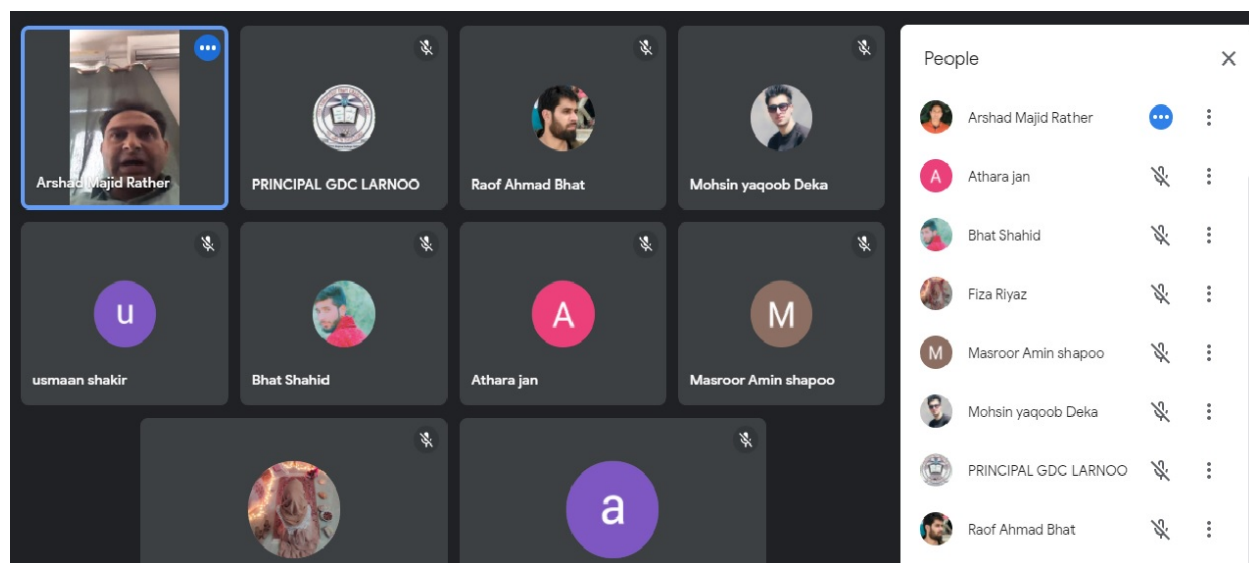 Arshad Majid Rather
PRINCIPAL GDC LARNOO
Raof Ahmad Bhat
Mohsin yaqoob Deka
u
usmaan shakir
Bhat Shahid
A
Athara jan
M
Masroor Amin shapoo
a
People
Arshad Majid Rather
A
Athara jan
Bhat Shahid
Fiza Riyaz
M
Masroor Amin shapoo
Mohsin yaqoob Deka
PRINCIPAL GDC LARNOO
Raof Ahmad Bhat